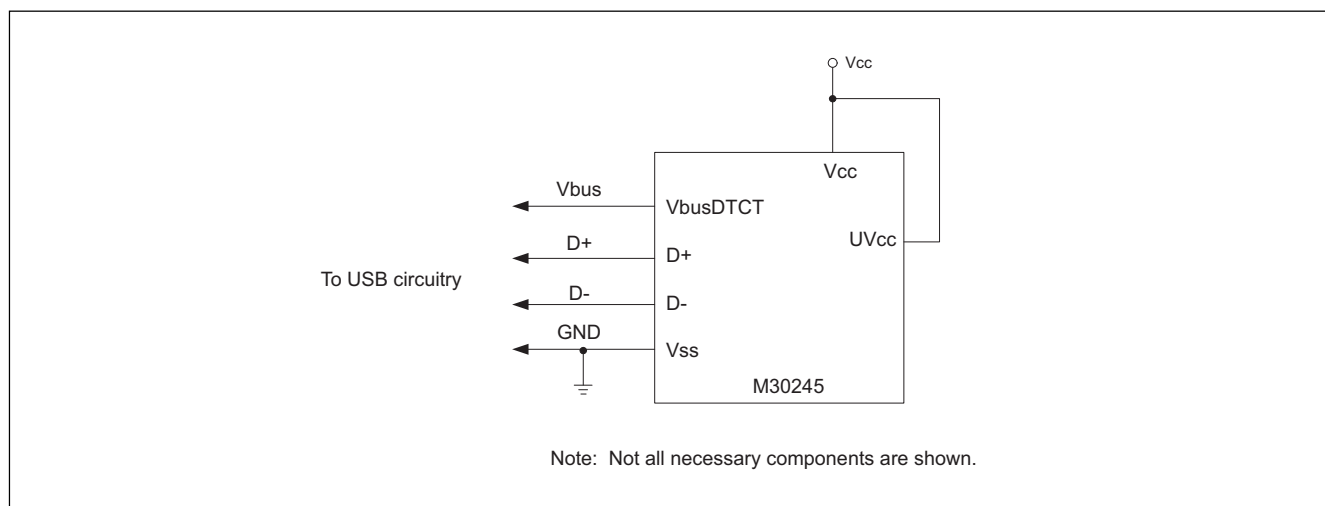 Vcc
Vcc
Vbus
VbusDTCT
UVcc
D+
D+
To USB circuitry
D-
D-
GND
Vss
M30245
Note: Not all necessary components are shown.